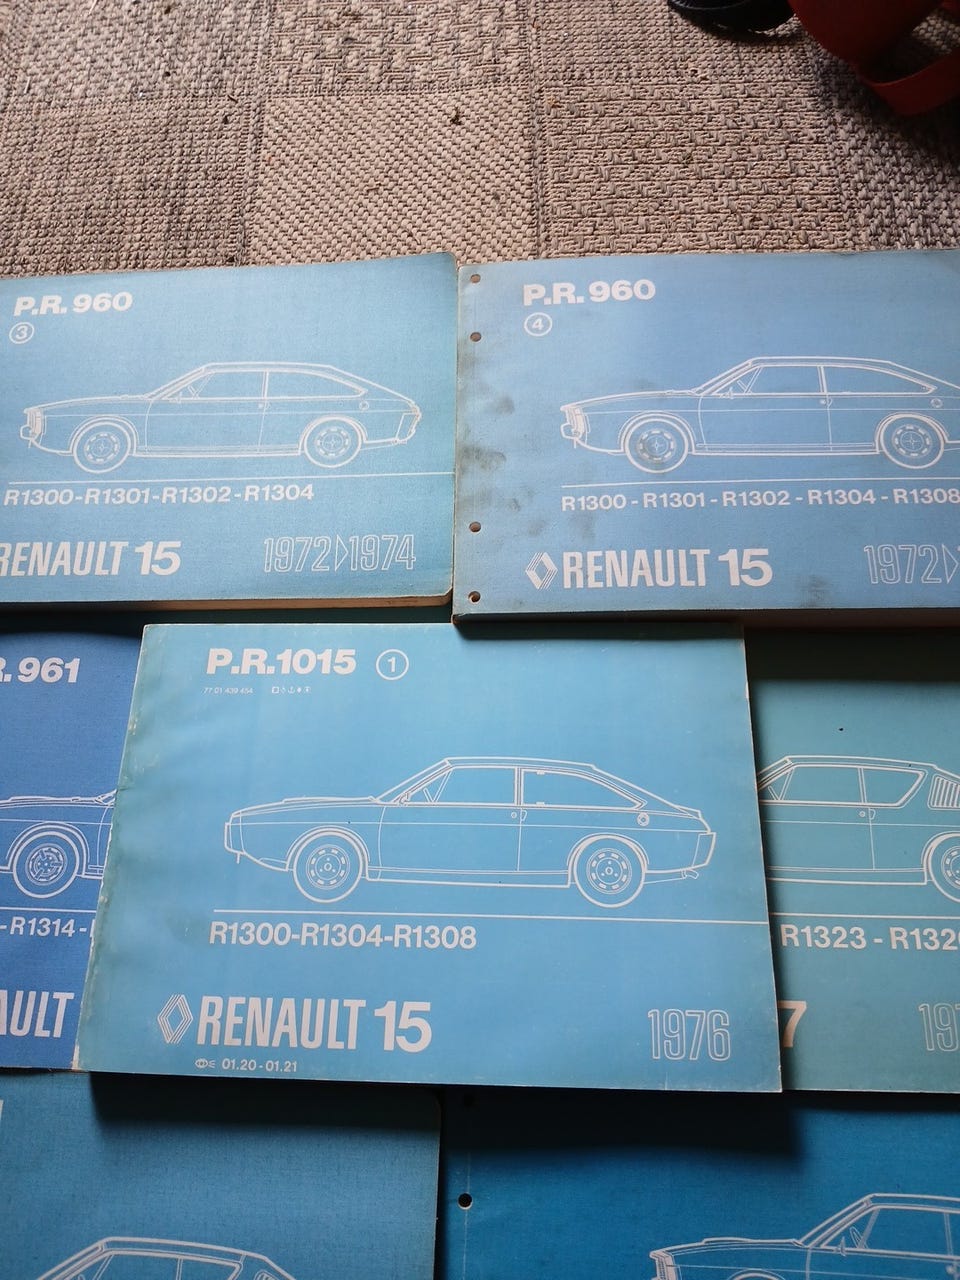 P.R. 960
3
R1300-R1301-R1302-R1304
RENAULT 15
1972▷1974
P.R. 960
4
R1300-R1301-R1302-R1304-R1308
RENAULT 15
1972▷
R. 961
-R1314-
AULT
P.R.1015 1
77 01 439 454
R1300-R1304-R1308
RENAULT 15
1976
01.20-01.21
R1323-R132
7
197